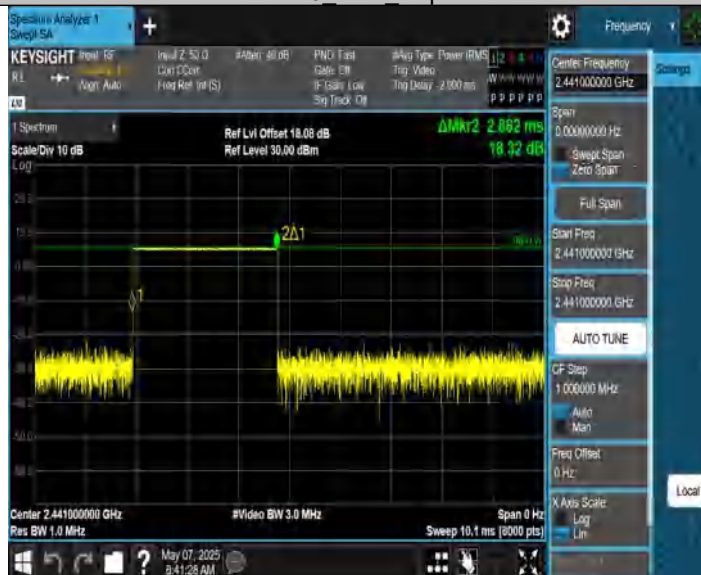 Spectrum Analyzer 1
Swept SA
+
Frequency
KEYSIGHT
Input: RF
Input Z: 50 Ω
#Atten: 40 dB
PNO: Fast
#Avg Type: Power (RMS)
Align: Auto
Freq Ref: Int (S)
Gate: Off
IF Gain: Low
Sig Track: Off
Trig: Video
P P P P P P
LXI
1 Spectrum
Scale/Div 10 dB
Log
Ref Lvl Offset 18.08 dB
Ref Level 30.00 dBm
ΔMkr2 2.862 ms
18.32 dB
2Δ1
1
Center 2.441000000 GHz
Res BW 1.0 MHz
#Video BW 3.0 MHz
Span 0 Hz
Sweep 10.1 ms (8000 pts)
?
May 07, 2025
8:41:28 AM
Center Frequency
2.441000000 GHz
Settings
Span
0.00000000 Hz
Swept Span
Zero Span
Full Span
Start Freq
2.441000000 GHz
Stop Freq
2.441000000 GHz
AUTO TUNE
CF Step
1.000000 MHz
Auto
Man
Freq Offset
0 Hz
X Axis Scale
Log
Lin
Local